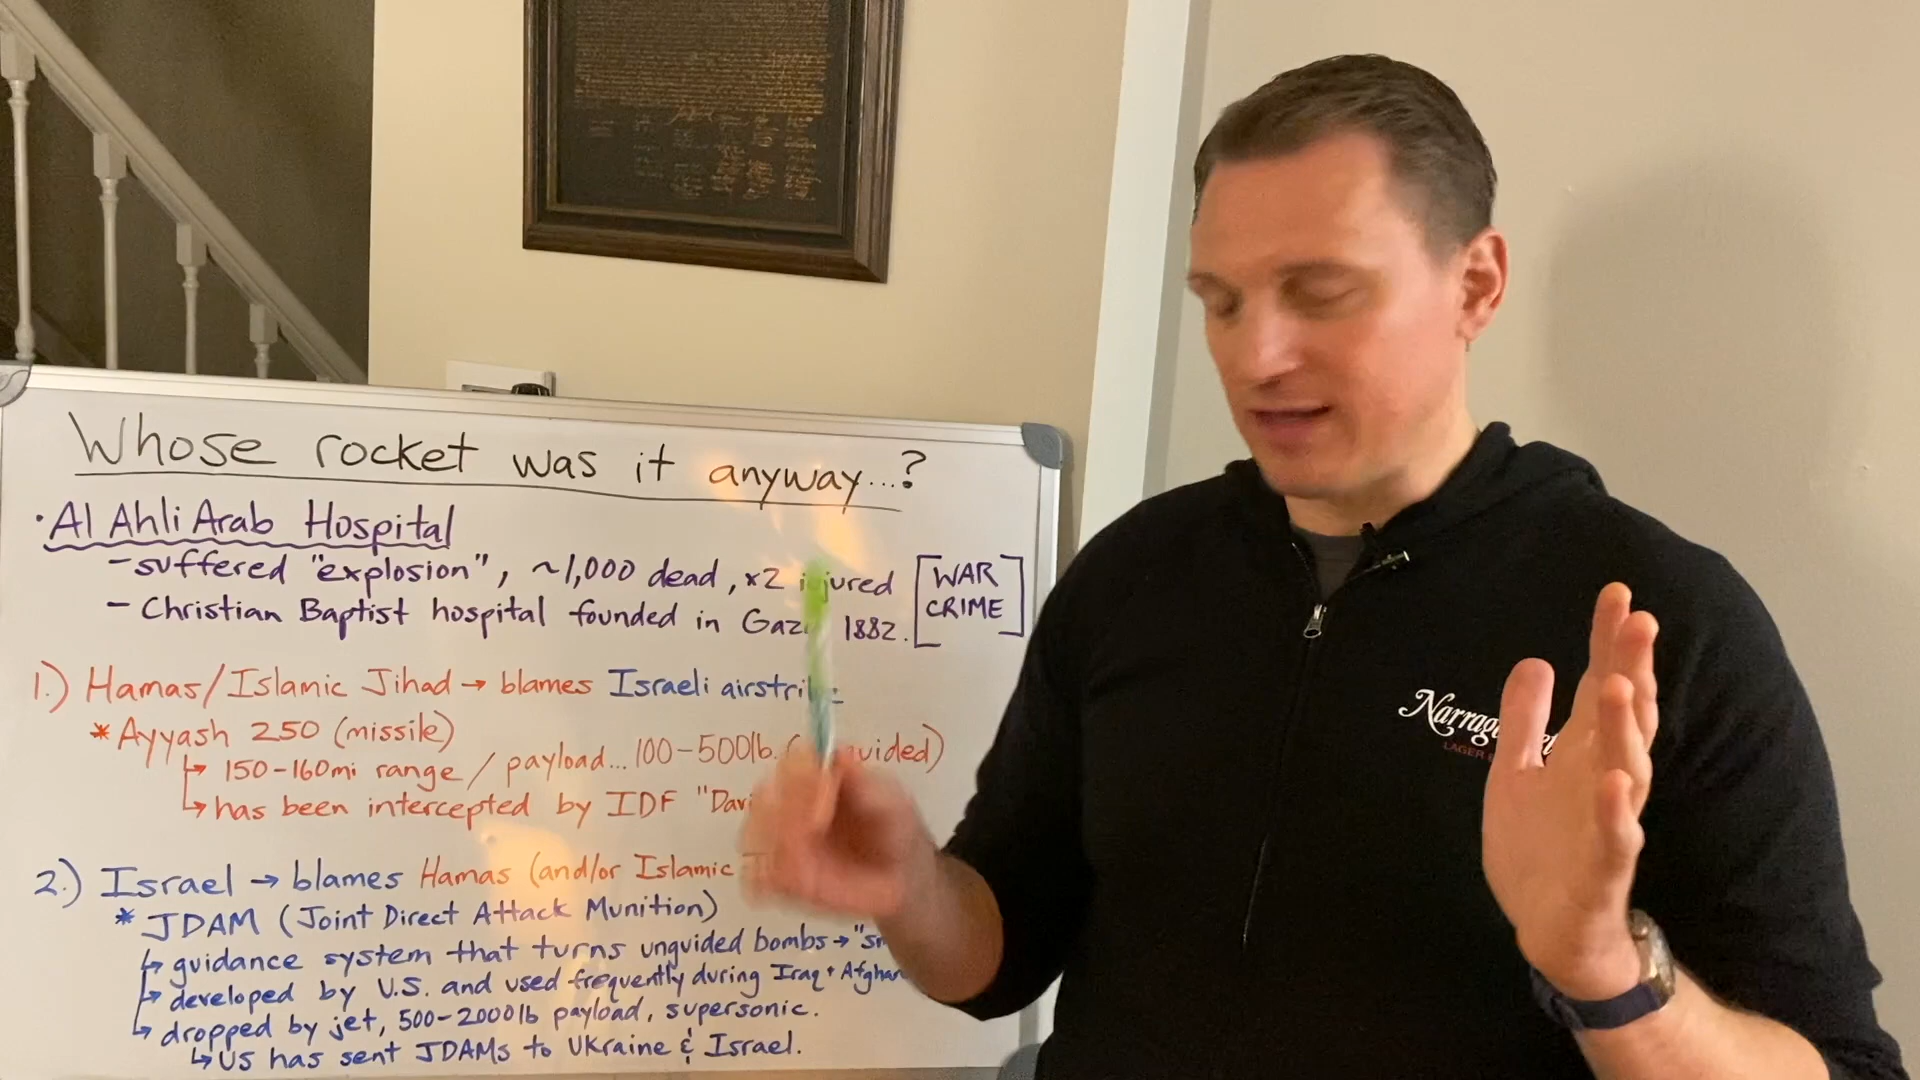 Whose rocket was it anyway...?
· Al Ahli Arab Hospital
- suffered "explosion", ~1,000 dead, x2 injured
- Christian Baptist hospital founded in Gaza 1882.
[WAR CRIME]
1.) Hamas/Islamic Jihad → blames Israeli airstrike
* Ayyash 250 (missile)
↳ 150-160mi range / payload... 100-500lb.
↳ has been intercepted by IDF
2.) Israel → blames Hamas (and/or Islamic
* JDAM (Joint Direct Attack Munition)
↳ guidance system that turns unguided bombs →
↳ developed by U.S. and used frequently during Iraq + Afghan
↳ dropped by jet, 500-2000lb payload, supersonic.
↳ US has sent JDAMs to Ukraine & Israel.
LAGER